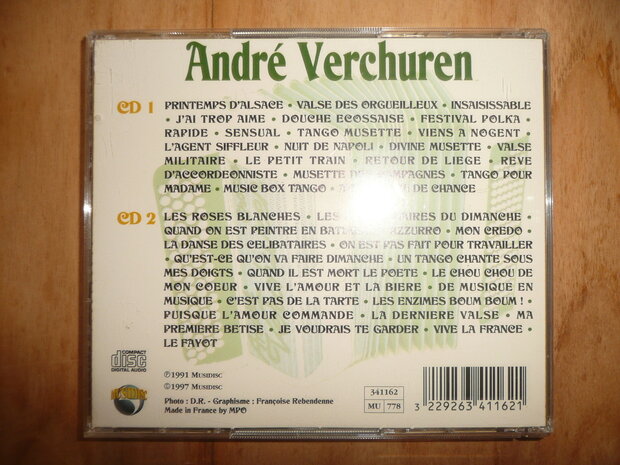 André Verchuren
CD 1 PRINTEMPS D'ALSACE • VALSE DES ORGUEILLEUX • INSAISISSABLE
• J'AI TROP AIME • DOUCHE ECOSSAISE • FESTIVAL POLKA •
RAPIDE • SENSUAL • TANGO MUSETTE • VIENS A NOGENT •
L'AGENT SIFFLEUR • NUIT DE NAPOLI • DIVINE MUSETTE • VALSE
MILITAIRE • LE PETIT TRAIN • RETOUR DE LIEGE • REVE
D'ACCORDEONNISTE • MUSETTE DES CAMPAGNES • TANGO POUR
MADAME • MUSIC BOX TANGO • DE CHANCE
CD 2 LES ROSES BLANCHES • DU DIMANCHE •
QUAND ON EST PEINTRE EN • AZZURRO • MON CREDO •
LA DANSE DES CELIBATAIRES • ON EST PAS FAIT POUR TRAVAILLER
• QU'EST-CE QU'ON VA FAIRE DIMANCHE • UN TANGO CHANTE SOUS
MES DOIGTS • QUAND IL EST MORT LE POETE • LE CHOU CHOU DE
MON COEUR • VIVE L'AMOUR ET LA BIERE • DE MUSIQUE EN
MUSIQUE • C'EST PAS DE LA TARTE • LES ENZIMES BOUM BOUM ! •
PUISQUE L'AMOUR COMMANDE • LA DERNIERE VALSE • MA
PREMIERE BETISE • JE VOUDRAIS TE GARDER • VIVE LA FRANCE •
LE FAYOT
COMPACT
disc
DIGITAL AUDIO
℗1991 MUSIDISC
©1997 MUSIDISC
MUSIDISC
Photo : D.R. - Graphisme : Françoise Rebendenne
Made in France by MPO
341162
MU 778
3 229263 411621